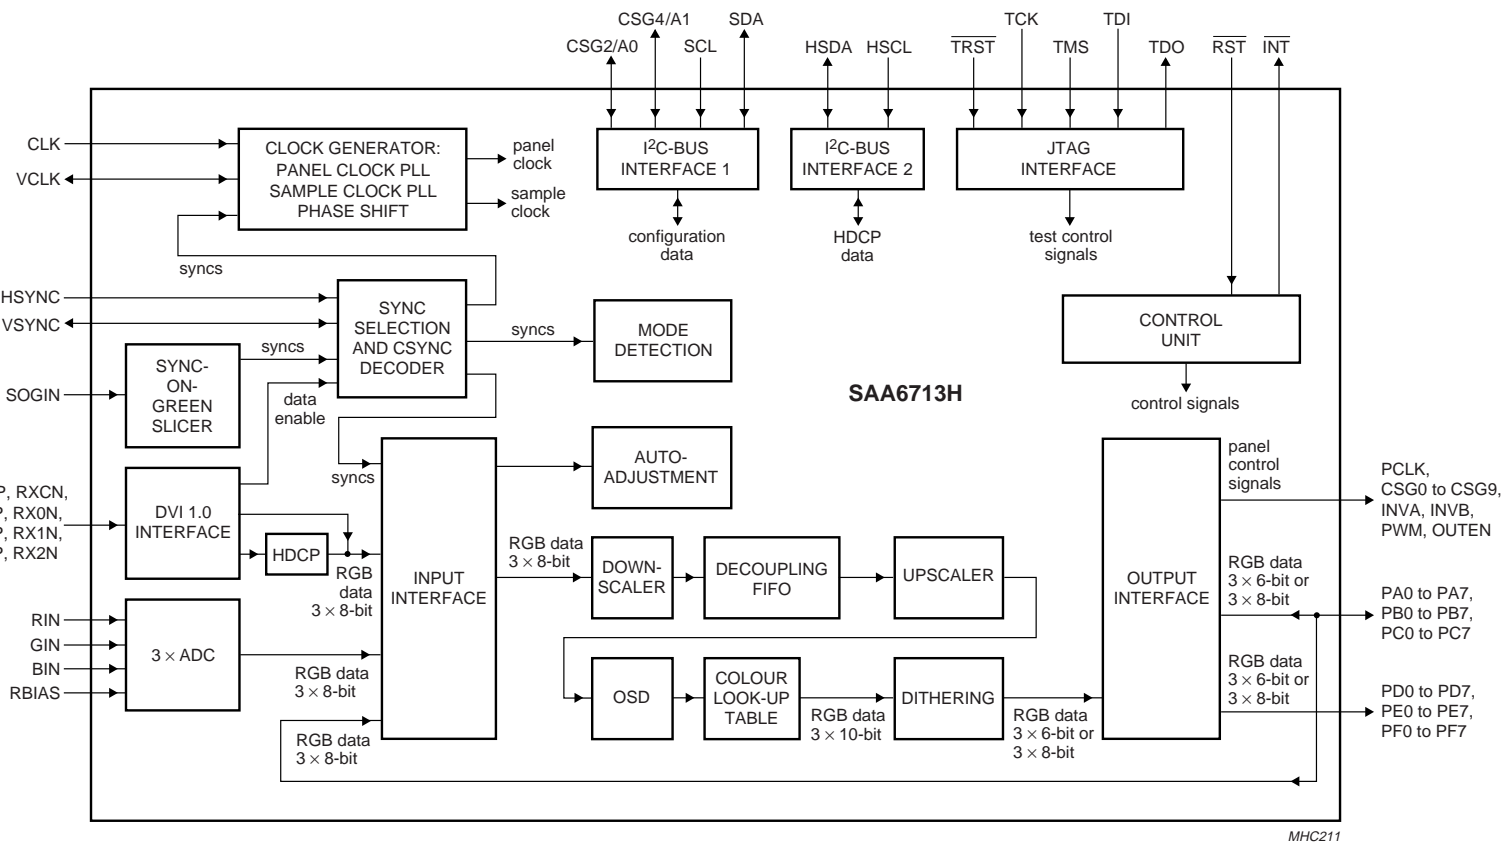 CSG4/A1
SDA
TCK
TDI
CSG2/A0
SCL
HSDA
HSCL
TRST
TMS
TDO
RST
INT
CLK
VCLK
CLOCK GENERATOR:
PANEL CLOCK PLL
SAMPLE CLOCK PLL
PHASE SHIFT
panel
clock
sample
clock
I2C-BUS
INTERFACE 1
configuration
data
I2C-BUS
INTERFACE 2
HDCP
data
JTAG
INTERFACE
test control
signals
syncs
HSYNC
VSYNC
SYNC
SELECTION
AND CSYNC
DECODER
syncs
MODE
DETECTION
CONTROL
UNIT
control signals
SOGIN
SYNC-
ON-
GREEN
SLICER
syncs
data
enable
SAA6713H
syncs
AUTO-
ADJUSTMENT
P, RXCN,
P, RX0N,
P, RX1N,
P, RX2N
DVI 1.0
INTERFACE
HDCP
RGB
data
3 × 8-bit
INPUT
INTERFACE
RGB data
3 × 8-bit
DOWN-
SCALER
DECOUPLING
FIFO
UPSCALER
OUTPUT
INTERFACE
panel
control
signals
PCLK,
CSG0 to CSG9,
INVA, INVB,
PWM, OUTEN
RGB data
3 × 6-bit or
3 × 8-bit
PA0 to PA7,
PB0 to PB7,
PC0 to PC7
RIN
GIN
BIN
RBIAS
3 × ADC
RGB data
3 × 8-bit
RGB data
3 × 8-bit
OSD
COLOUR
LOOK-UP
TABLE
RGB data
3 × 10-bit
DITHERING
RGB data
3 × 6-bit or
3 × 8-bit
RGB data
3 × 6-bit or
3 × 8-bit
PD0 to PD7,
PE0 to PE7,
PF0 to PF7
MHC211